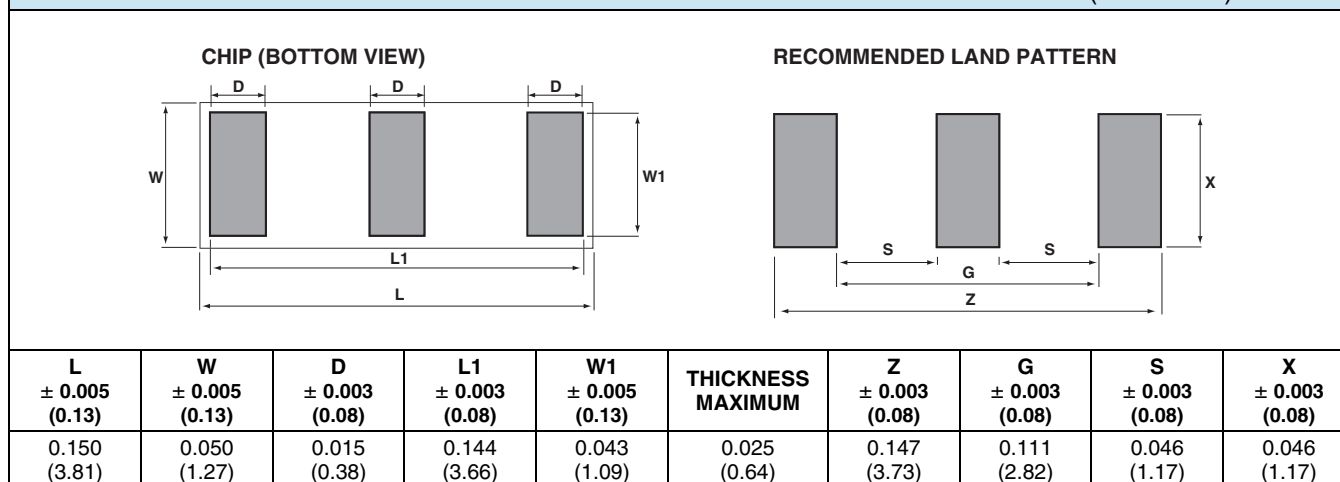 CHIP (BOTTOM VIEW)
RECOMMENDED LAND PATTERN
D D D
W
W1
L1
L
X
S S
G
Z
L W D L1 W1 THICKNESS MAXIMUM Z G S X
± 0.005 ± 0.005 ± 0.003 ± 0.003 ± 0.005 ± 0.003 ± 0.003 ± 0.003 ± 0.003
(0.13) (0.13) (0.08) (0.08) (0.13) (0.08) (0.08) (0.08) (0.08)
0.150 0.050 0.015 0.144 0.043 0.025 0.147 0.111 0.046 0.046
(3.81) (1.27) (0.38) (3.66) (1.09) (0.64) (3.73) (2.82) (1.17) (1.17)